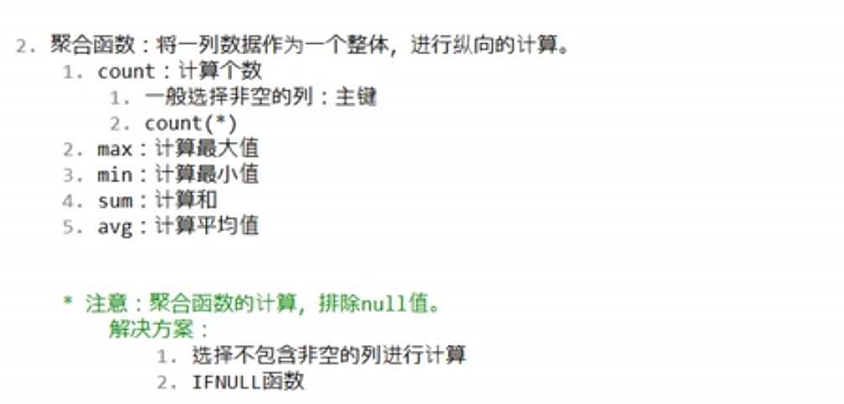 2. 聚合函数：将一列数据作为一个整体，进行纵向的计算。
1. count：计算个数
1. 一般选择非空的列：主键
2. count(*)
2. max：计算最大值
3. min：计算最小值
4. sum：计算和
5. avg：计算平均值
* 注意：聚合函数的计算，排除null值。
解决方案：
1. 选择不包含非空的列进行计算
2. IFNULL函数